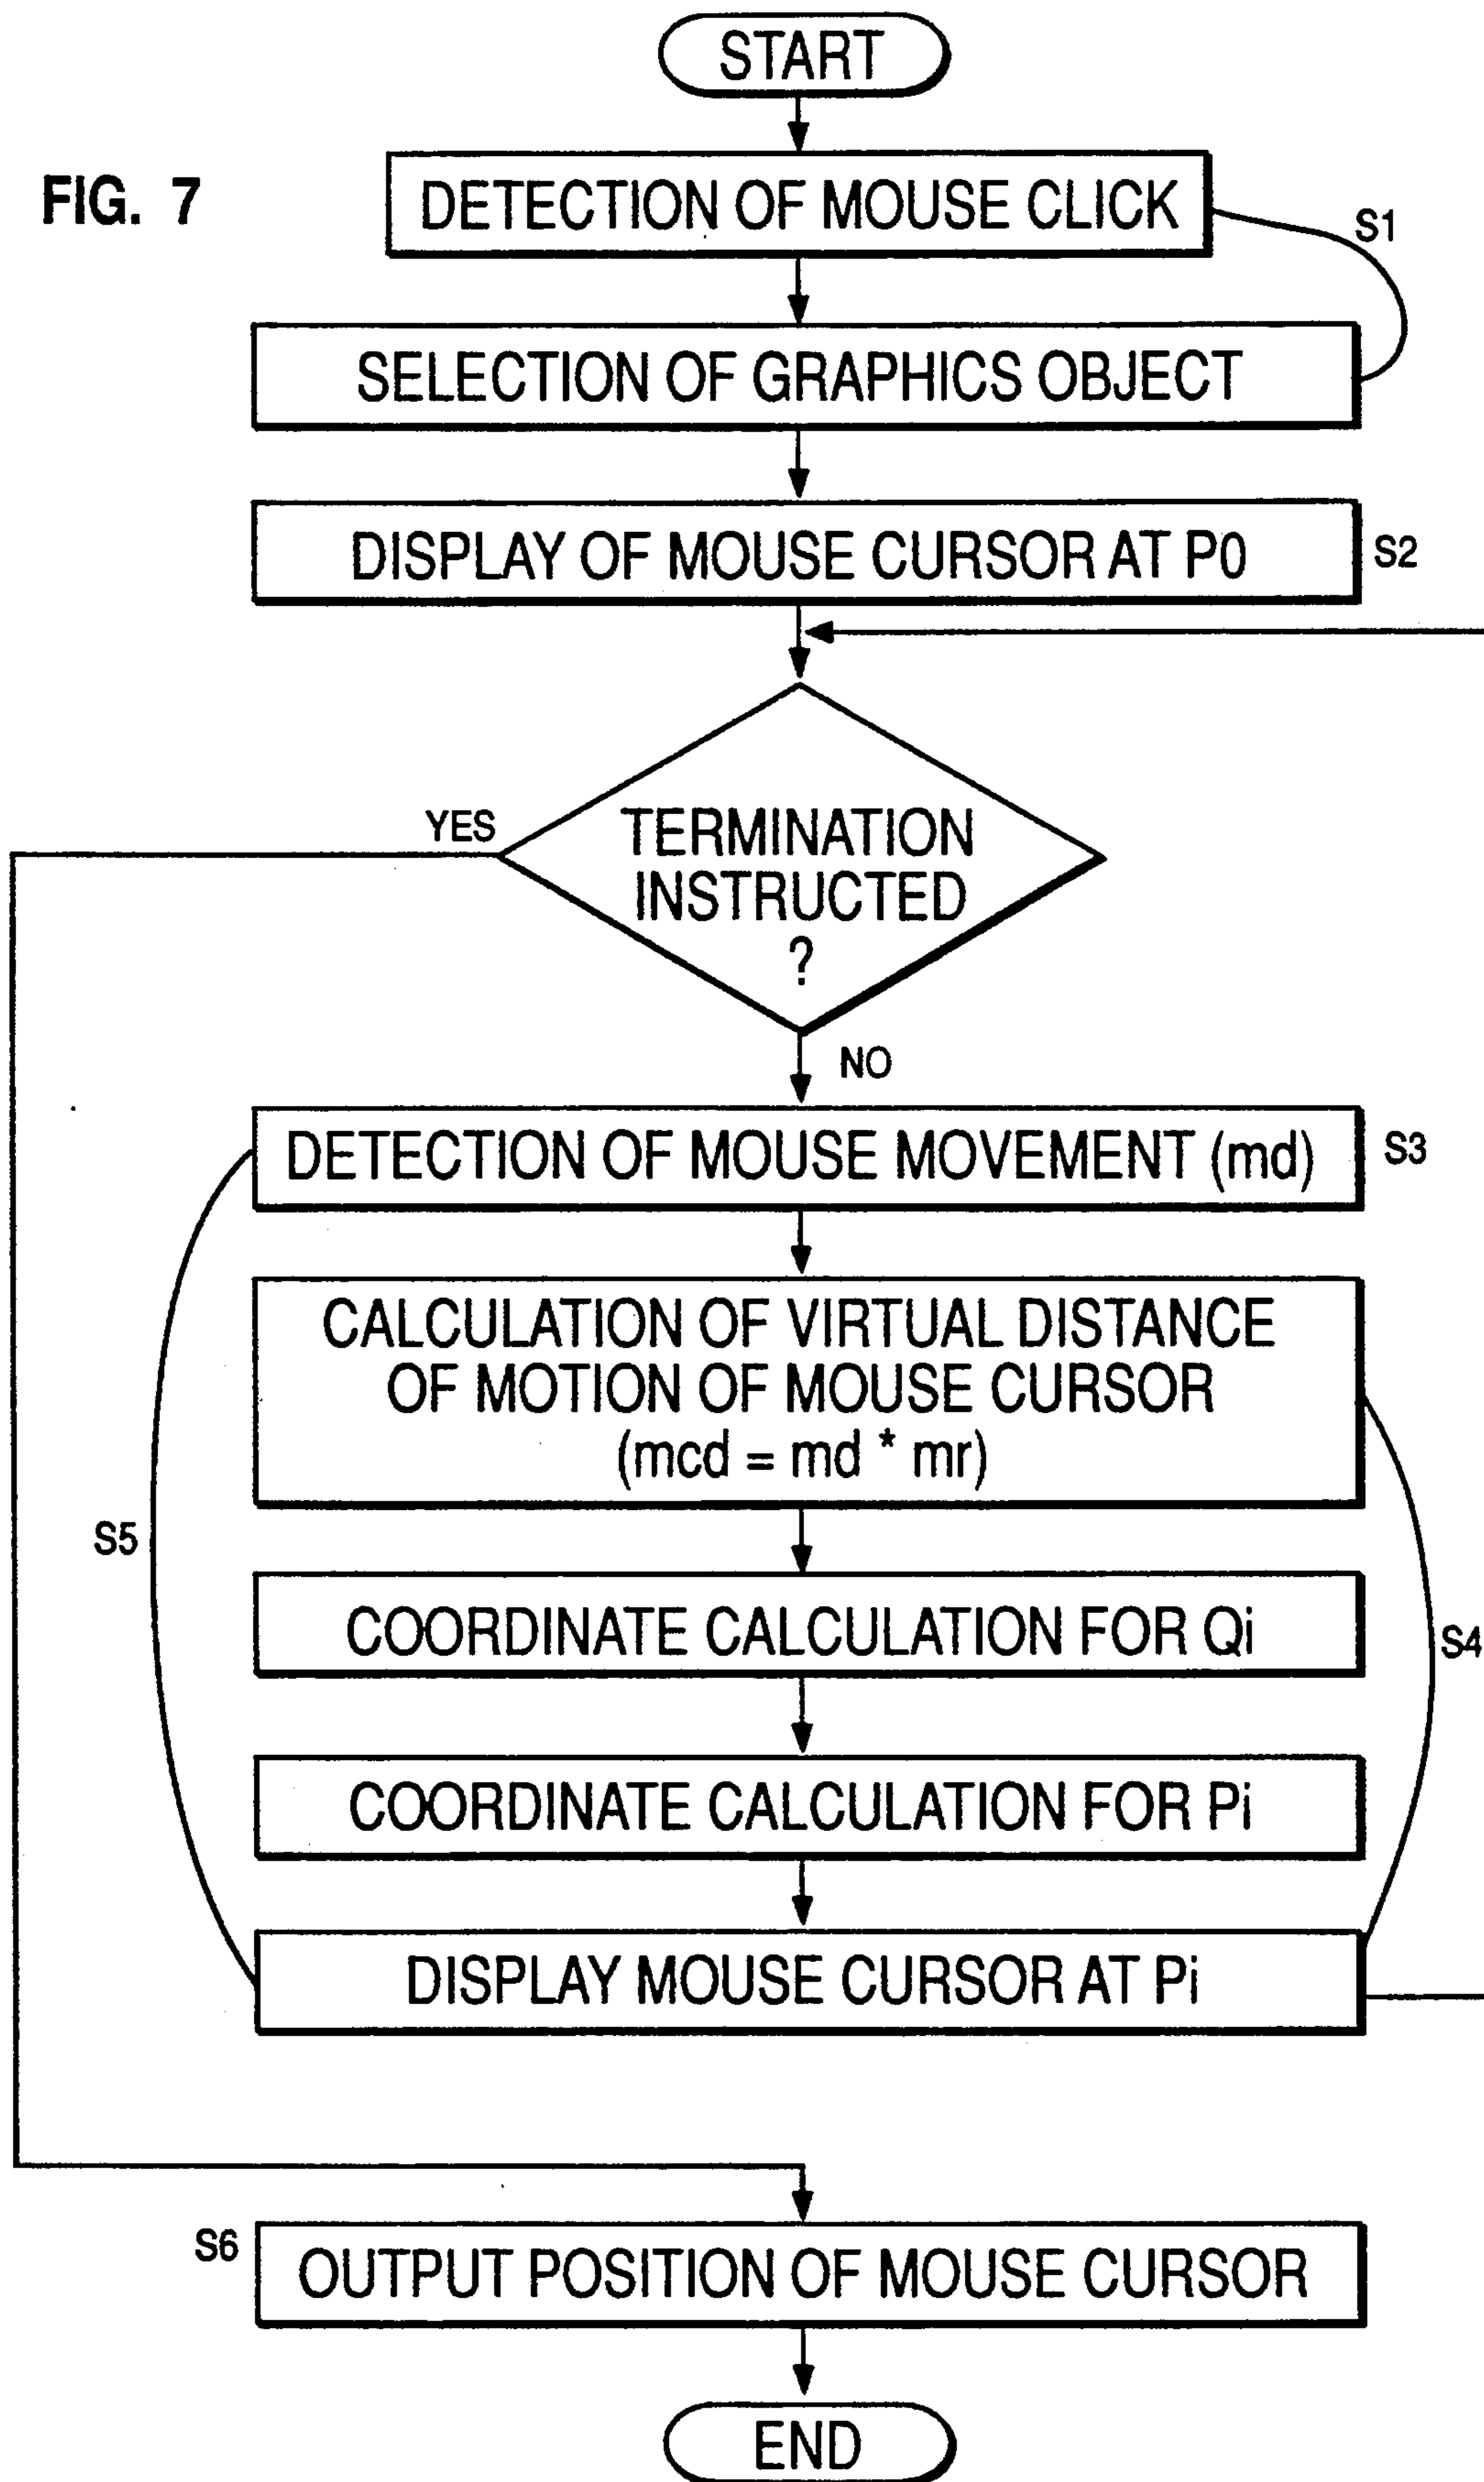 START
FIG. 7
DETECTION OF MOUSE CLICK
S1
SELECTION OF GRAPHICS OBJECT
DISPLAY OF MOUSE CURSOR AT P0
S2
YES
TERMINATION
INSTRUCTED
?
NO
DETECTION OF MOUSE MOVEMENT (md)
S3
CALCULATION OF VIRTUAL DISTANCE
OF MOTION OF MOUSE CURSOR
(mcd = md * mr)
S5
COORDINATE CALCULATION FOR Qi
S4
COORDINATE CALCULATION FOR Pi
DISPLAY MOUSE CURSOR AT Pi
S6
OUTPUT POSITION OF MOUSE CURSOR
END